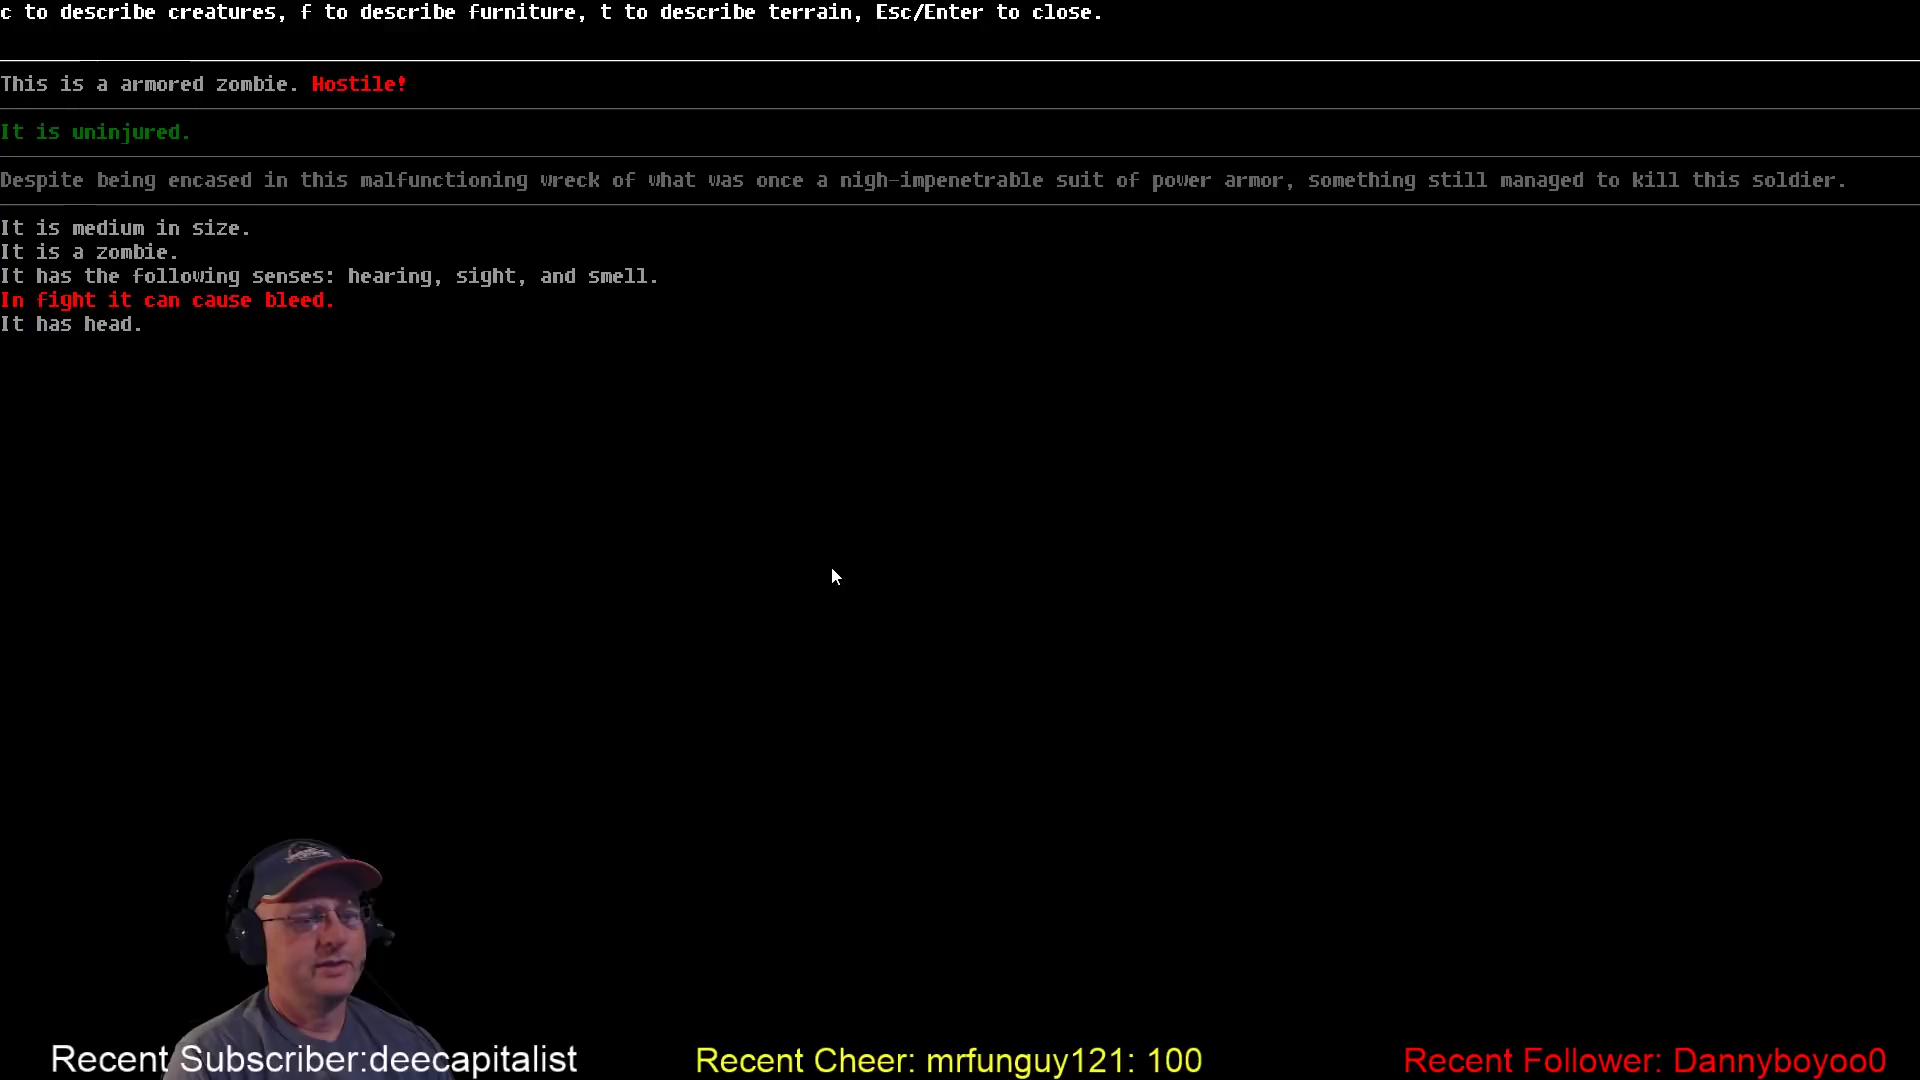 c to describe creatures, f to describe furniture, t to describe terrain, Esc/Enter to close.
This is a armored zombie. Hostile!
It is uninjured.
Despite being encased in this malfunctioning wreck of what was once a nigh-impenetrable suit of power armor, something still managed to kill this soldier.
It is medium in size.
It is a zombie.
It has the following senses: hearing, sight, and smell.
In fight it can cause bleed.
It has head.
Recent Subscriber:deecapitalist
Recent Cheer: mrfunguy121: 100
Recent Follower: Dannyboyoo0